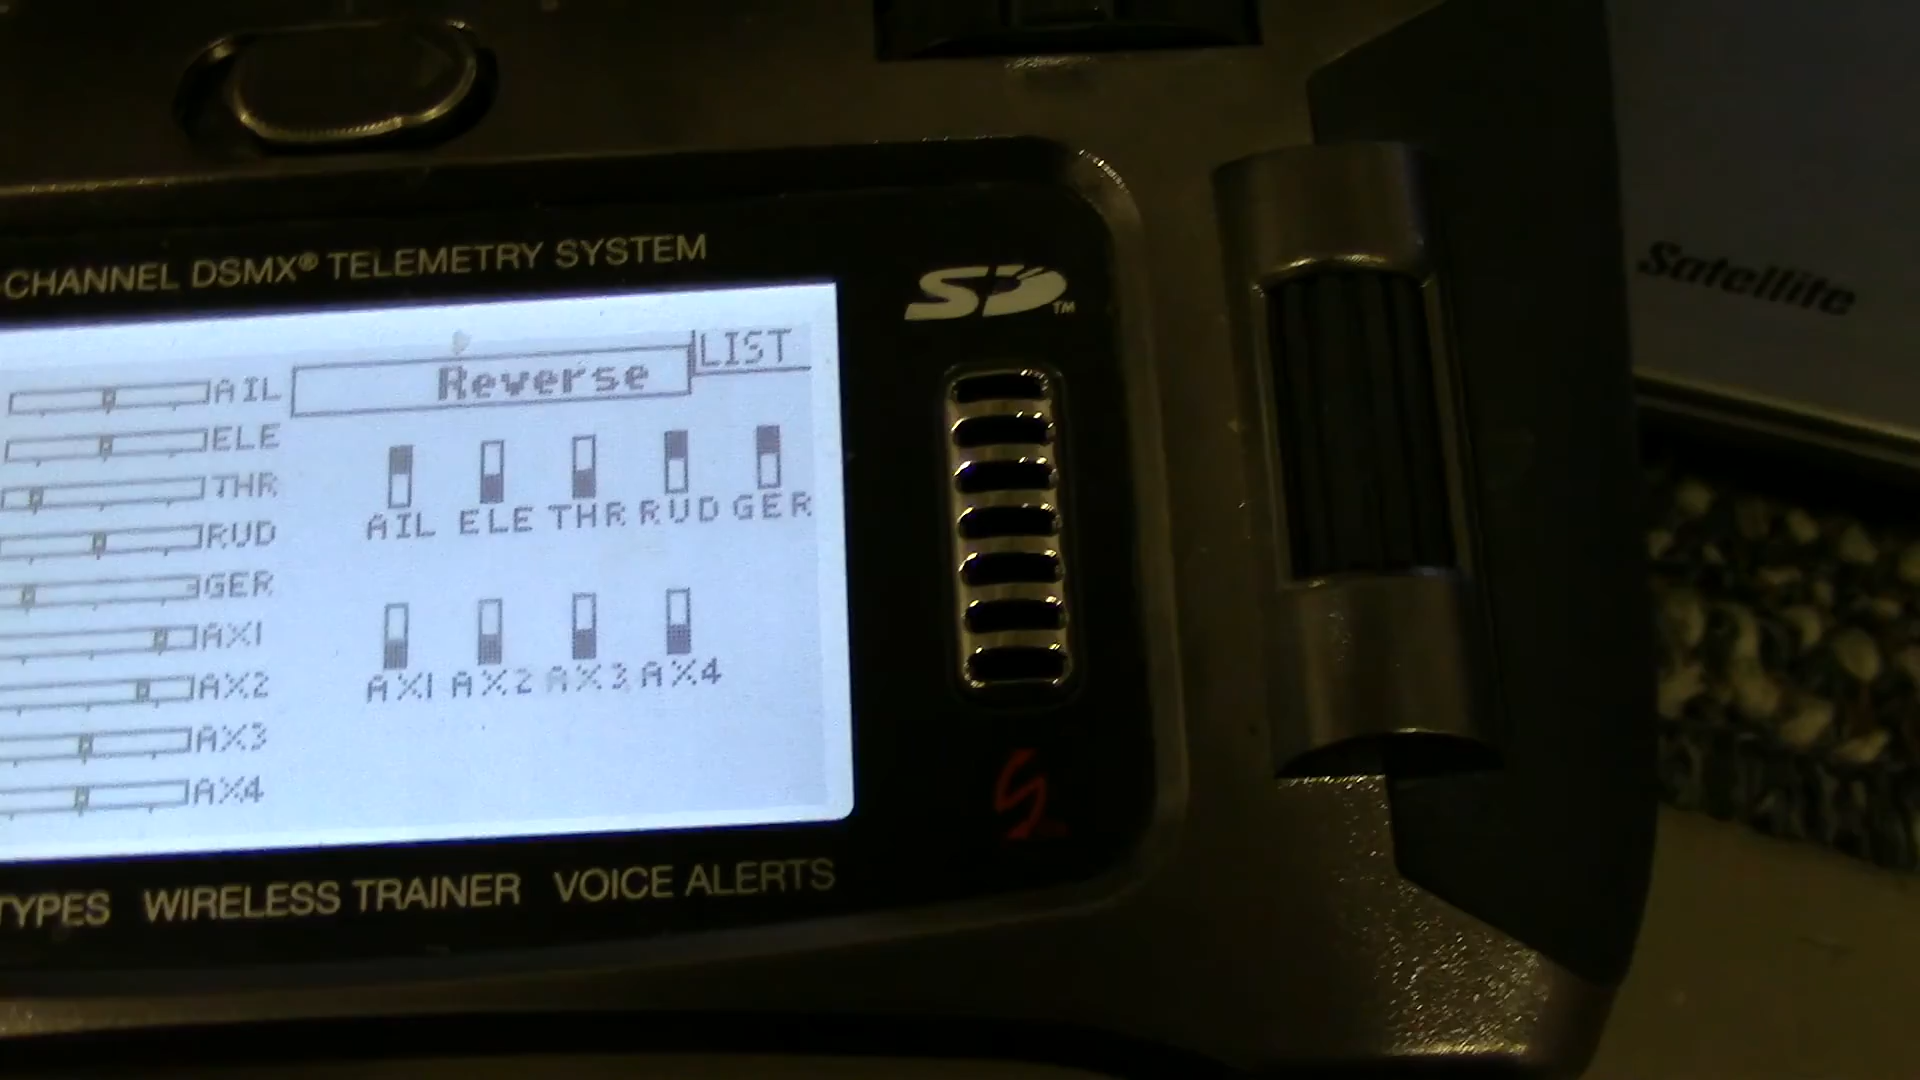 CHANNEL DSMX® TELEMETRY SYSTEM
SD™
Satellite
LIST
Reverse
AIL
ELE
THR
RUD
GER
AX1
AX2
AX3
AX4
AIL ELE THR RUD GER
AX1 AX2 AX3 AX4
TYPES WIRELESS TRAINER VOICE ALERTS